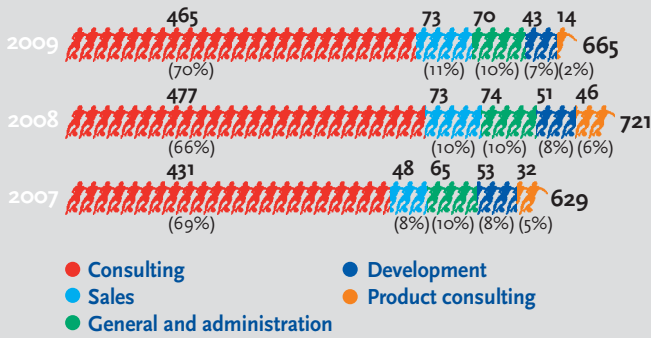 465 73 70 43 14
2009 665
(70%) (11%) (10%) (7%) (2%)
477 73 74 51 46
2008 721
(66%) (10%) (10%) (8%) (6%)
431 48 65 53 32
2007 629
(69%) (8%) (10%) (8%) (5%)
Consulting Development
Sales Product consulting
General and administration